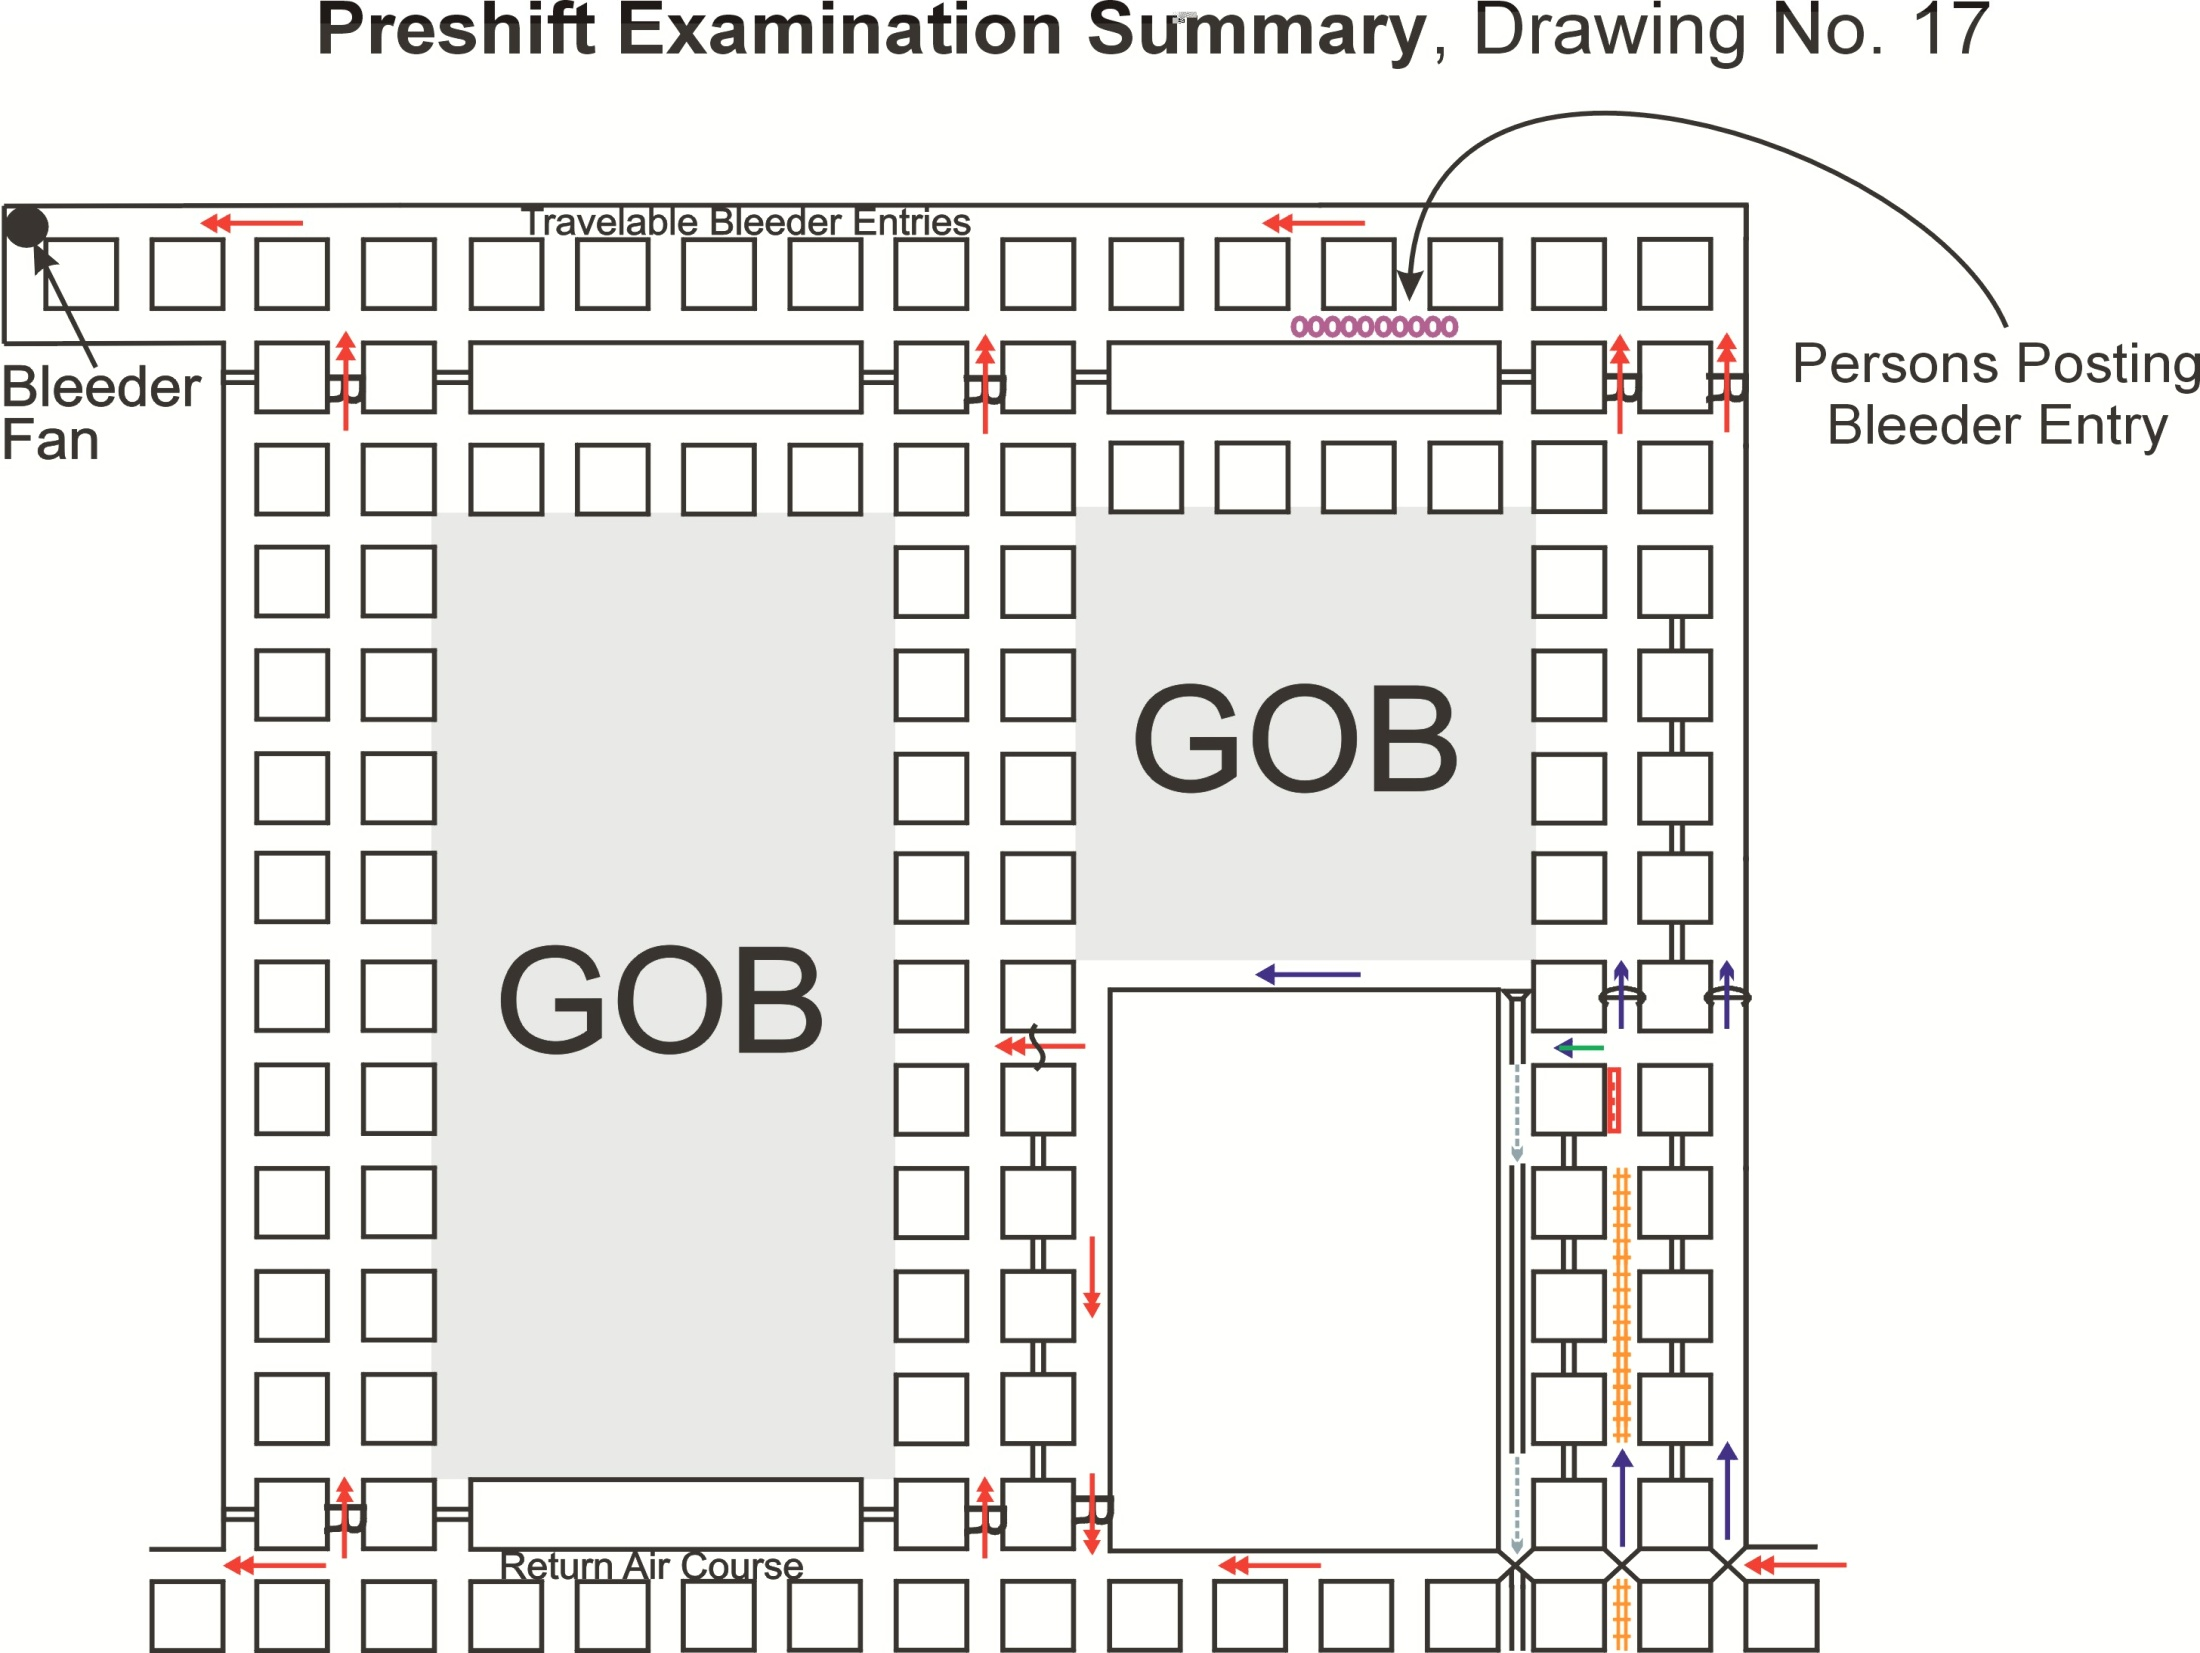 Preshift Examination Summary, Drawing No. 17
Travelable Bleeder Entries
Bleeder
Fan
Persons Posting
Bleeder Entry
GOB
GOB
Return Air Course